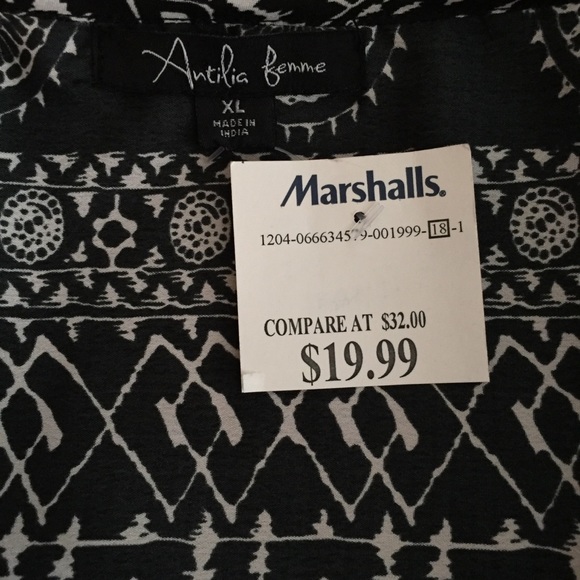 Antilia femme
XL
MADE IN
INDIA
Marshalls®
1204-066634579-001999-18-1
COMPARE AT $32.00
$19.99